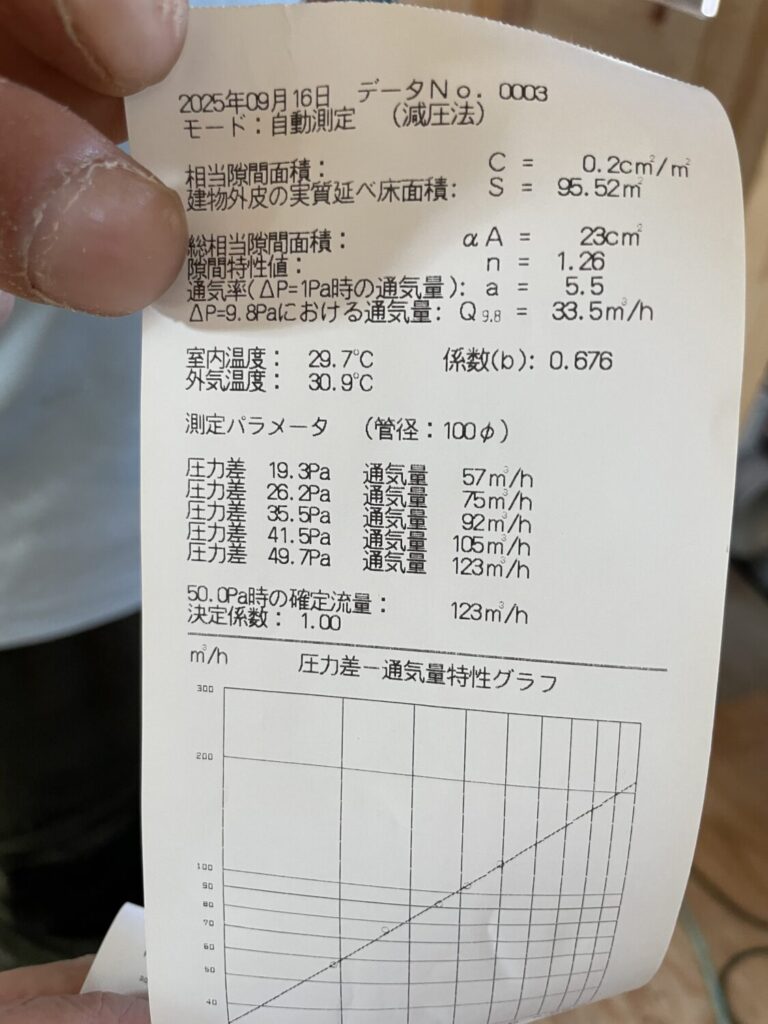 2025年09月16日 データNo. 0003
モード：自動測定 （減圧法）
相当隙間面積： C = 0.2cm²/m²
建物外皮の実質延べ床面積： S = 95.52m²
総相当隙間面積： αA = 23cm²
隙間特性値： n = 1.26
通気率(ΔP=1Pa時の通気量)： a = 5.5
ΔP=9.8Paにおける通気量： Q9.8 = 33.5m³/h
室内温度： 29.7℃ 係数(b)： 0.676
外気温度： 30.9℃
測定パラメータ （管径：100φ）
圧力差 19.3Pa 通気量 57m³/h
圧力差 26.2Pa 通気量 75m³/h
圧力差 35.5Pa 通気量 92m³/h
圧力差 41.5Pa 通気量 105m³/h
圧力差 49.7Pa 通気量 123m³/h
50.0Pa時の確定流量： 123m³/h
決定係数： 1.00
m³/h 圧力差－通気量特性グラフ
300
200
100
90
80
70
60
50
40